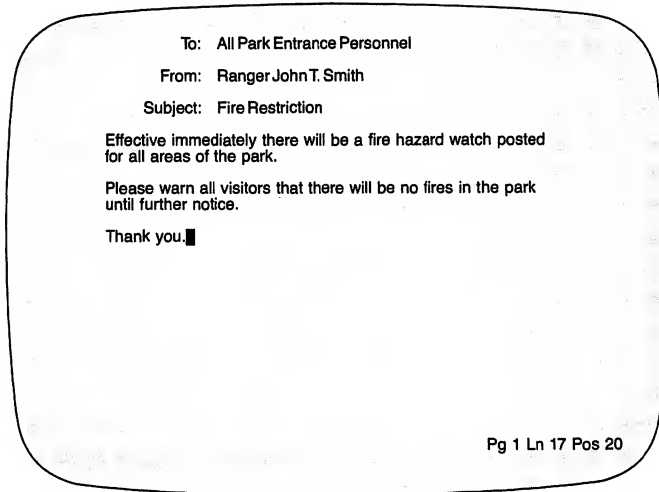 To: All Park Entrance Personnel
From: Ranger John T. Smith
Subject: Fire Restriction
Effective immediately there will be a fire hazard watch posted
for all areas of the park.
Please warn all visitors that there will be no fires in the park
until further notice.
Thank you.
Pg 1 Ln 17 Pos 20